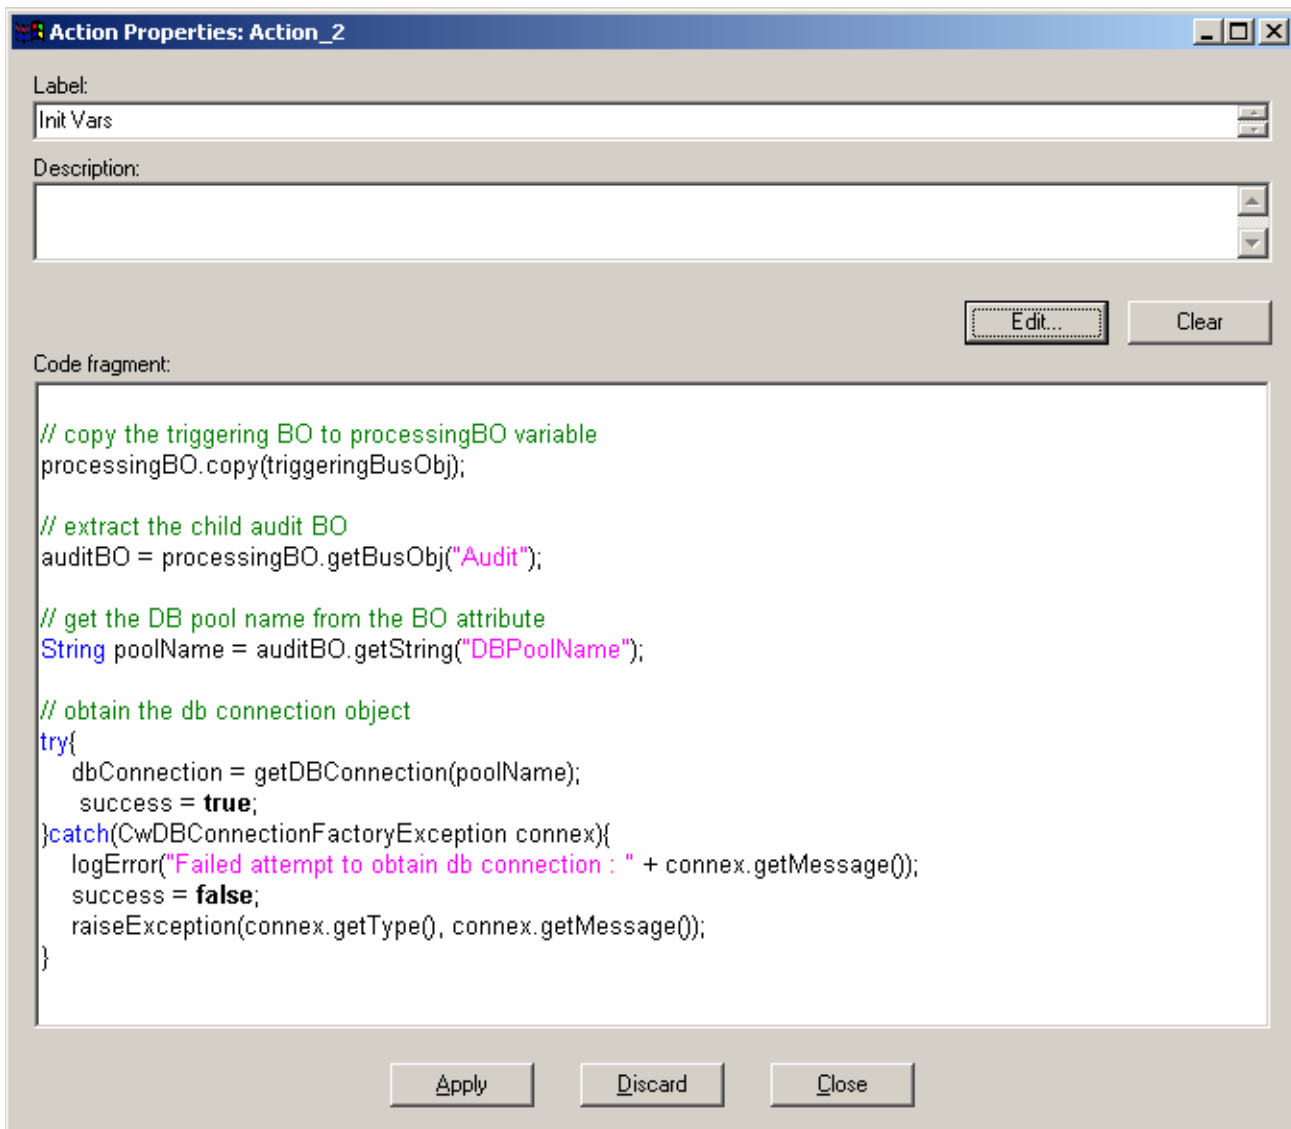 Action Properties: Action_2
Label:
Init Vars
Description:
Edit...
Clear
Code fragment:
// copy the triggering BO to processingBO variable
processingBO.copy(triggeringBusObj);
// extract the child audit BO
auditBO = processingBO.getBusObj("Audit");
// get the DB pool name from the BO attribute
String poolName = auditBO.getString("DBPoolName");
// obtain the db connection object
try{
dbConnection = getDBConnection(poolName);
success = true;
}catch(CwDBConnectionFactoryException connex){
logError("Failed attempt to obtain db connection : " + connex.getMessage());
success = false;
raiseException(connex.getType(), connex.getMessage());
}
Apply
Discard
Close